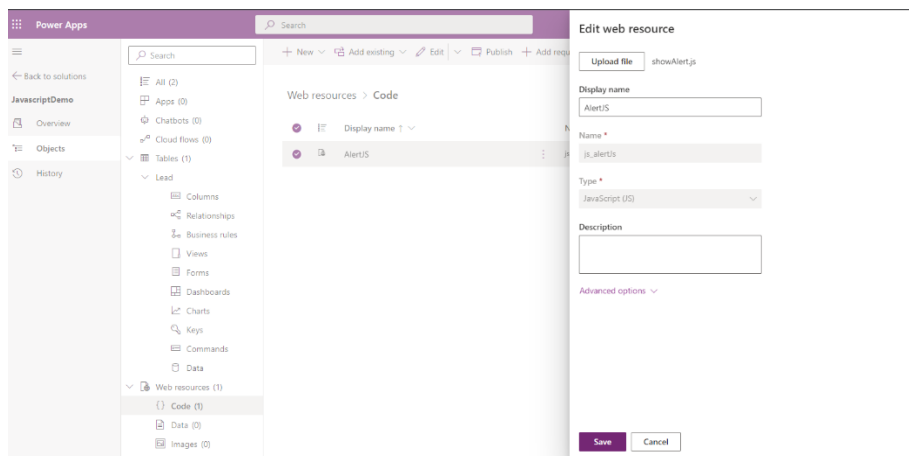 Power Apps
Search
Back to solutions
JavascriptDemo
Overview
Objects
History
Search
All (2)
Apps (0)
Chatbots (0)
Cloud flows (0)
Tables (1)
Lead
Columns
Relationships
Business rules
Views
Forms
Dashboards
Charts
Keys
Commands
Data
Web resources (1)
{} Code (1)
Data (0)
Images (0)
New Add existing Edit Publish Add requ
Web resources > Code
Display name ↑ N
AlertJS js
Edit web resource
Upload file showAlert.js
Display name
AlertJS
Name *
Type *
JavaScript (JS)
Description
Advanced options
Save Cancel